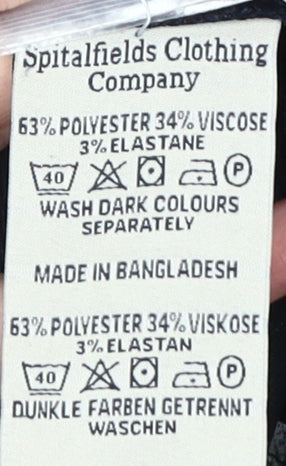 Spitalfields Clothing
Company
63% POLYESTER 34% VISCOSE
3% ELASTANE
40 P
WASH DARK COLOURS
SEPARATELY
MADE IN BANGLADESH
63% POLYESTER 34% VISKOSE
3% ELASTAN
40 P
DUNKLE FARBEN GETRENNT
WASCHEN